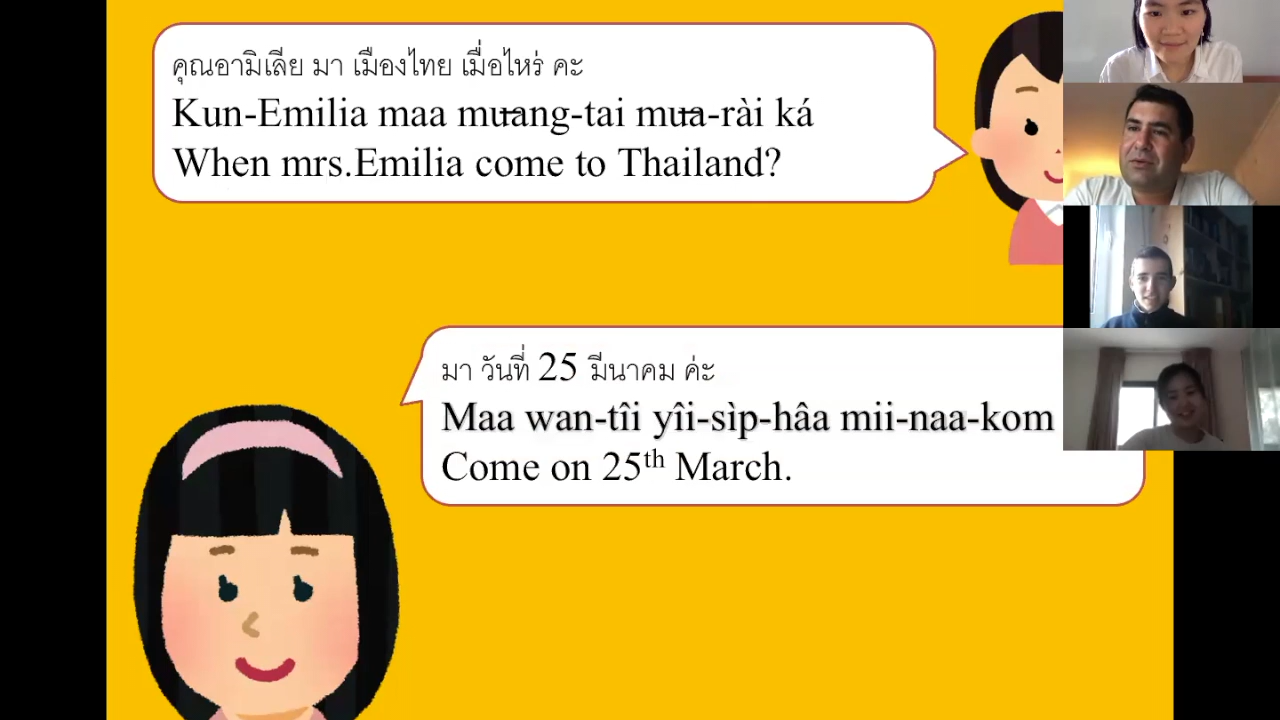 คุณอามิเลีย มา เมืองไทย เมื่อไหร่ คะ
Kun-Emilia maa mʉang-tai mʉa-rài ká
When mrs.Emilia come to Thailand?
มา วันที่ 25 มีนาคม ค่ะ
Maa wan-tîi yîi-sìp-hâa mii-naa-kom
Come on 25th March.